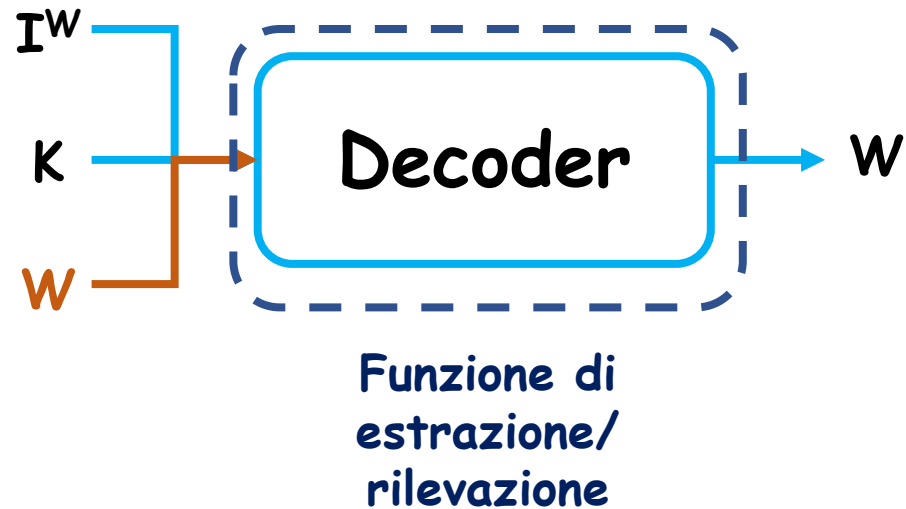 I^W
K
W
Decoder
W
Funzione di
estrazione/
rilevazione